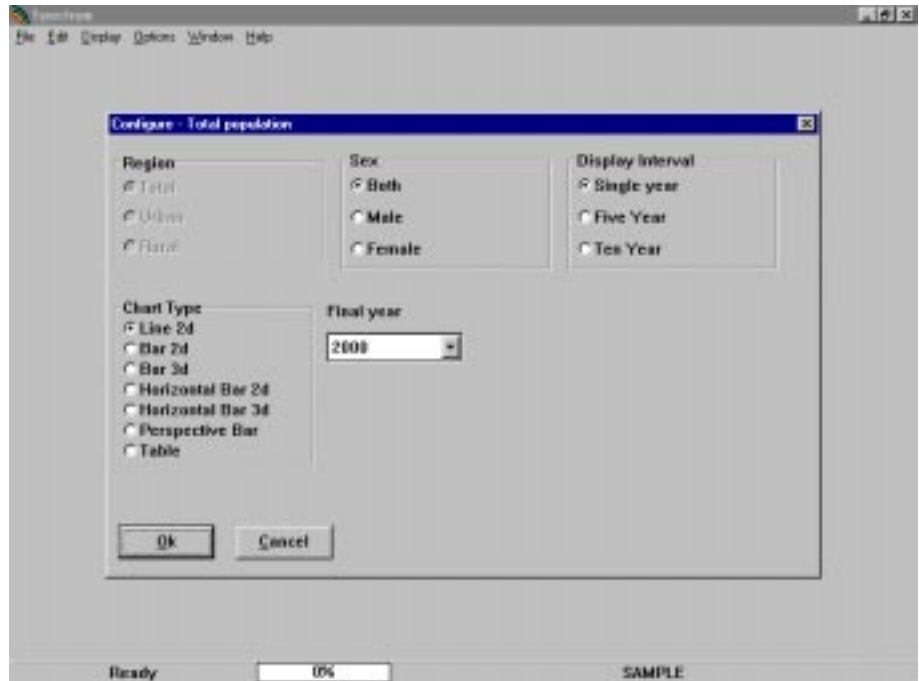 Spectrum
File Edit Display Options Window Help
Configure - Total population
Region
Total
Urban
Rural
Sex
Both
Male
Female
Display Interval
Single year
Five Year
Ten Year
Chart Type
Line 2d
Bar 2d
Bar 3d
Horizontal Bar 2d
Horizontal Bar 3d
Perspective Bar
Table
Final year
2000
Ok
Cancel
Ready 0% SAMPLE